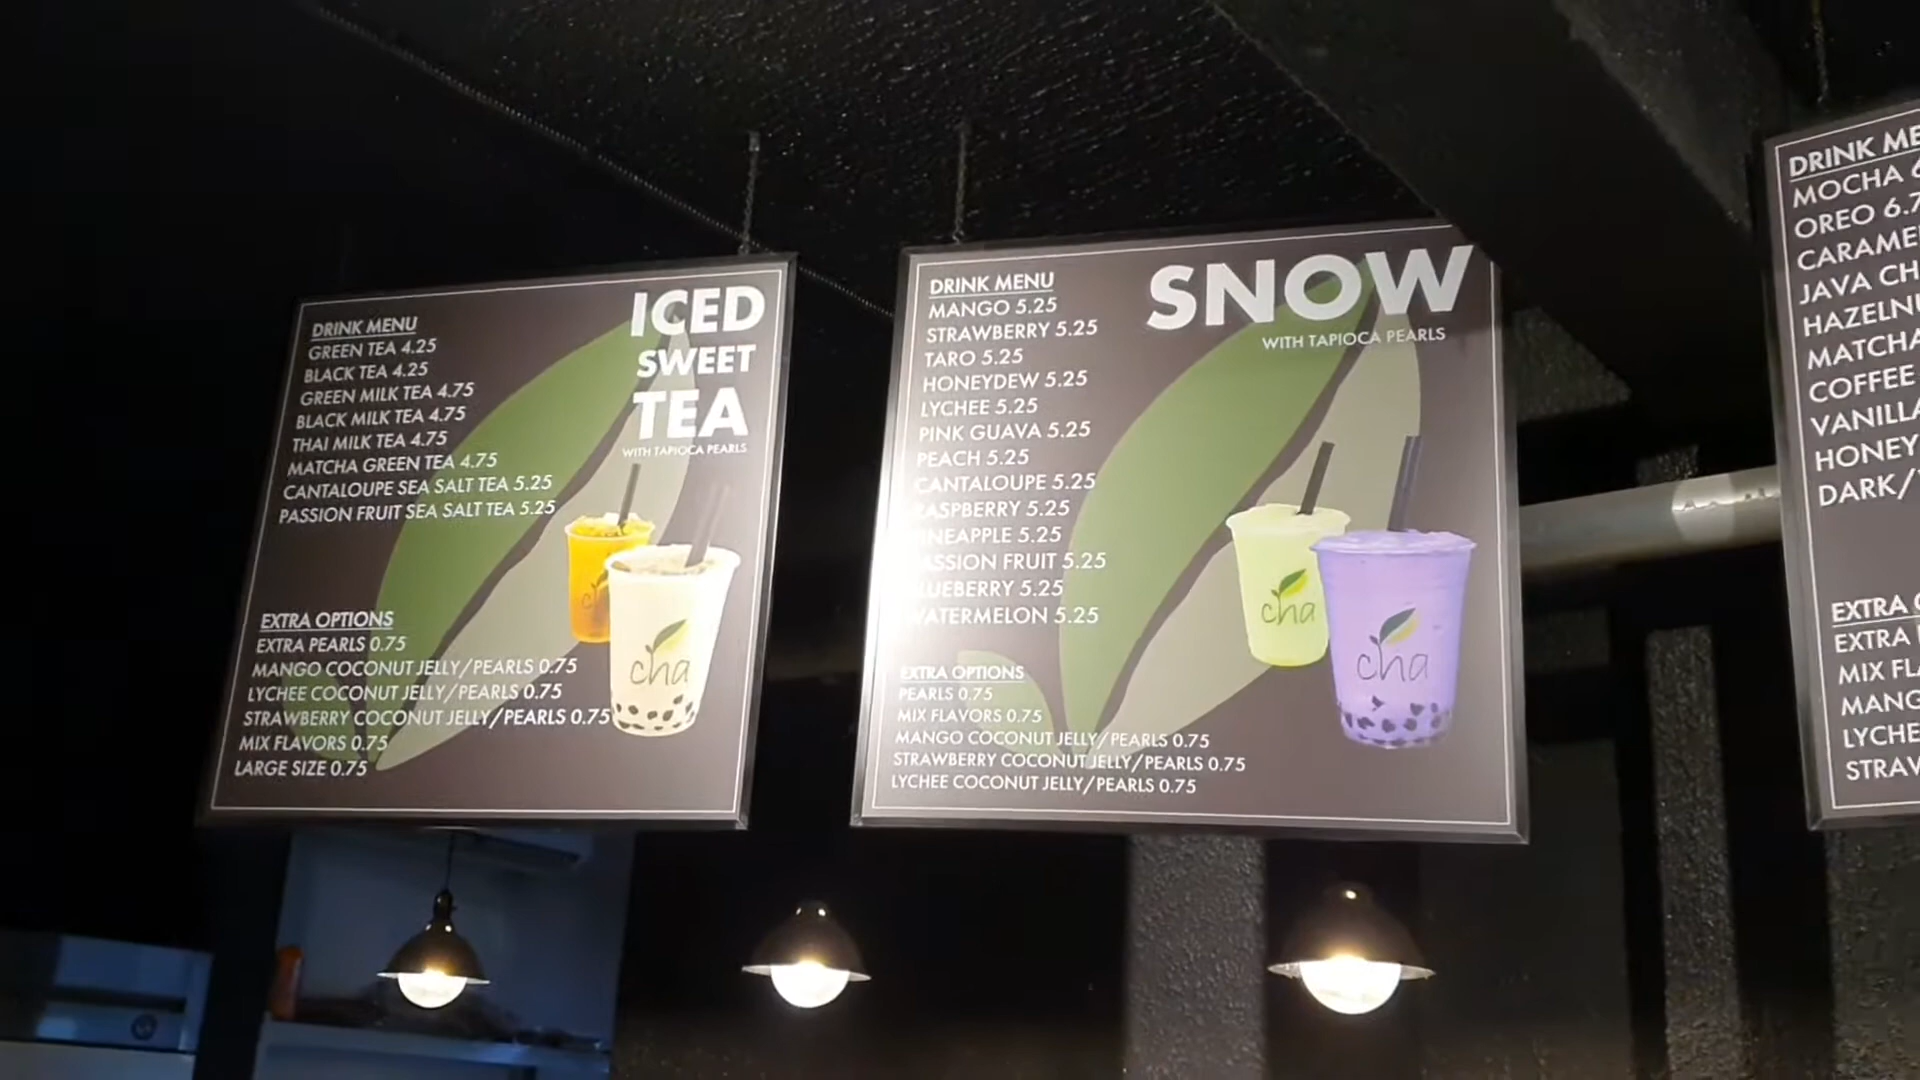 DRINK MENU
GREEN TEA 4.25
BLACK TEA 4.25
GREEN MILK TEA 4.75
BLACK MILK TEA 4.75
THAI MILK TEA 4.75
MATCHA GREEN TEA 4.75
CANTALOUPE SEA SALT TEA 5.25
PASSION FRUIT SEA SALT TEA 5.25
ICED
SWEET
TEA
WITH TAPIOCA PEARLS
cha
EXTRA OPTIONS
EXTRA PEARLS 0.75
MANGO COCONUT JELLY/PEARLS 0.75
LYCHEE COCONUT JELLY/PEARLS 0.75
STRAWBERRY COCONUT JELLY/PEARLS 0.75
MIX FLAVORS 0.75
LARGE SIZE 0.75
SNOW
WITH TAPIOCA PEARLS
DRINK MENU
MANGO 5.25
STRAWBERRY 5.25
TARO 5.25
HONEYDEW 5.25
LYCHEE 5.25
PINK GUAVA 5.25
PEACH 5.25
CANTALOUPE 5.25
RASPBERRY 5.25
INEAPPLE 5.25
ASSION FRUIT 5.25
UEBERRY 5.25
WATERMELON 5.25
cha
cha
EXTRA OPTIONS
PEARLS 0.75
MIX FLAVORS 0.75
MANGO COCONUT JELLY/PEARLS 0.75
STRAWBERRY COCONUT JELLY/PEARLS 0.75
LYCHEE COCONUT JELLY/PEARLS 0.75
DRINK ME
MOCHA
OREO 6.7
CARAME
JAVA CH
HAZELNU
MATCHA
COFFEE
VANILLA
HONEY
DARK/
EXTRA
EXTRA
MIX FLA
MANG
LYCHE
STRAW